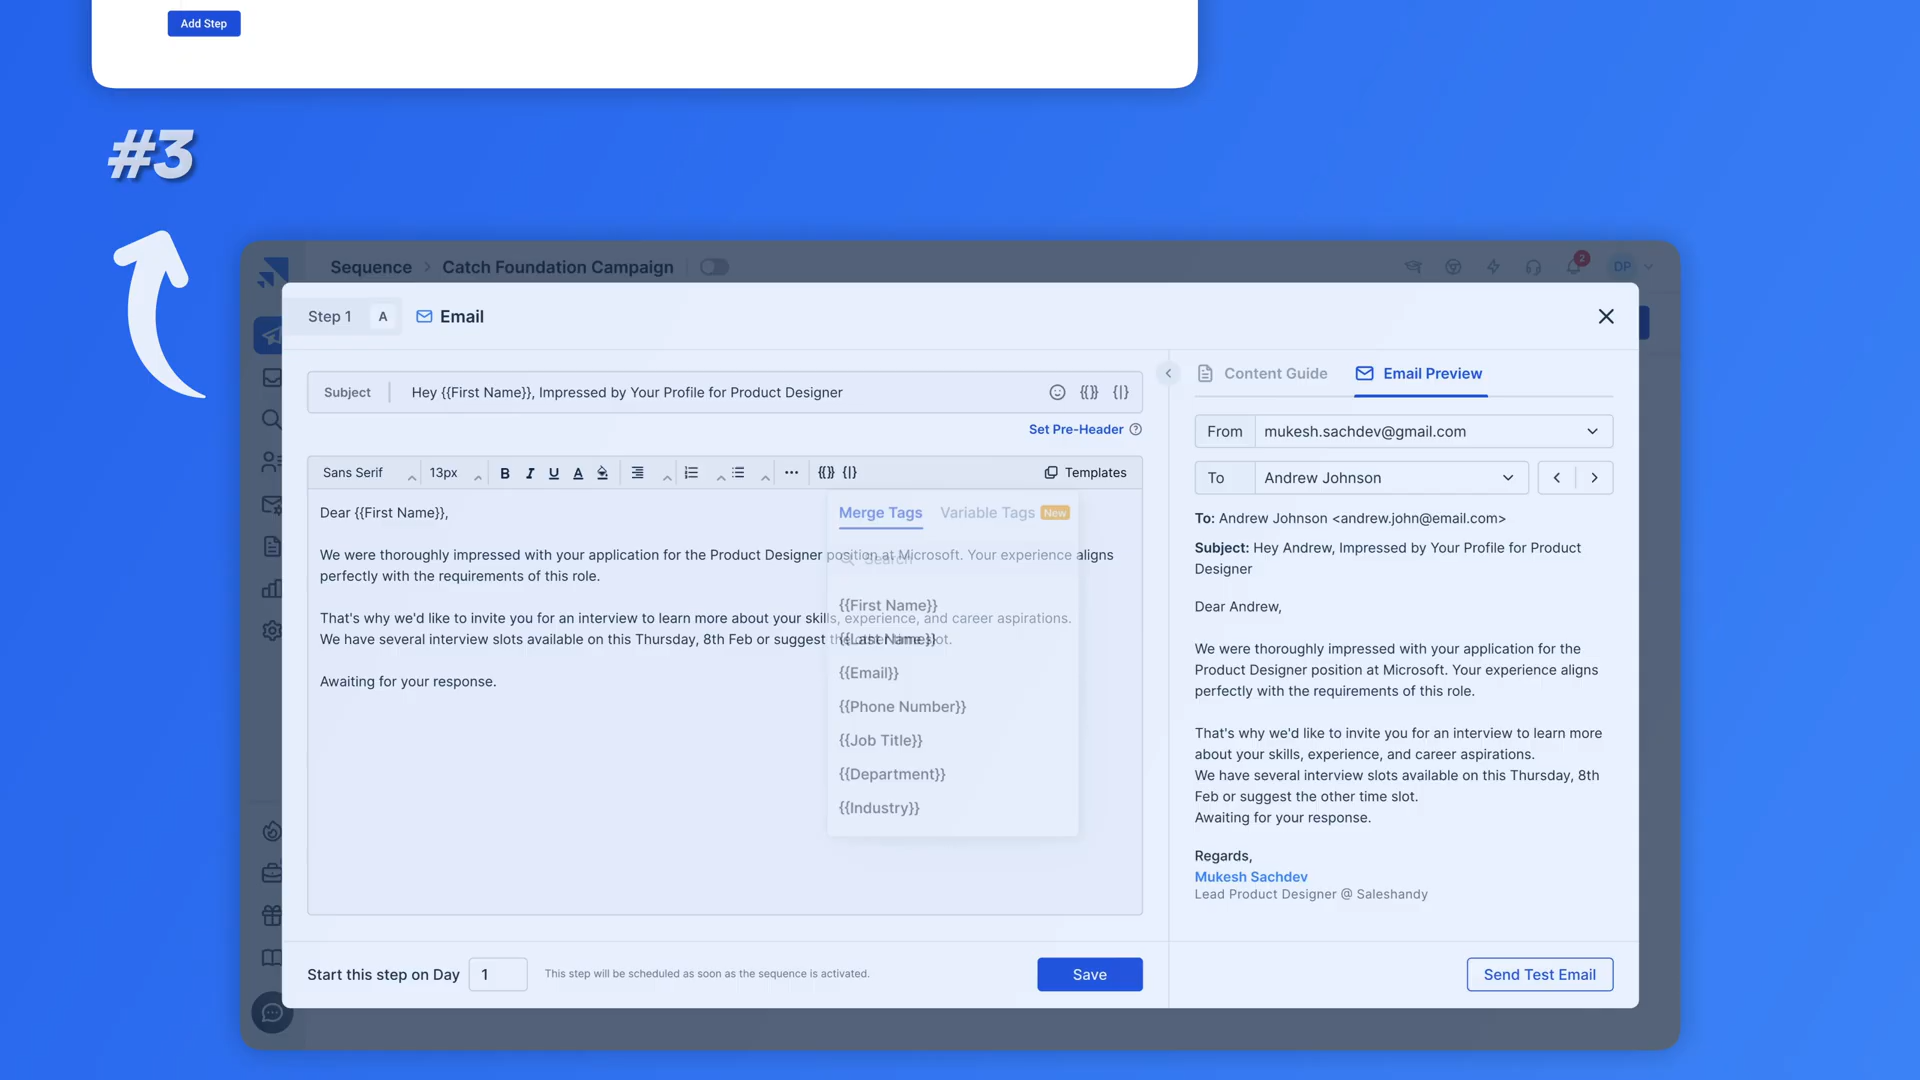 Add Step
#3
Sequence > Catch Foundation Campaign
2
DP
Step 1 A Email
Subject Hey {{First Name}}, Impressed by Your Profile for Product Designer
Set Pre-Header
Sans Serif 13px B I U A Templates
Dear {{First Name}},
We were thoroughly impressed with your application for the Product Designer position at Microsoft. Your experience aligns
perfectly with the requirements of this role.
That's why we'd like to invite you for an interview to learn more about your skills, experience, and career aspirations.
We have several interview slots available on this Thursday, 8th Feb or suggest the other time slot.
Awaiting for your response.
Merge Tags Variable Tags New
Search
{{First Name}}
{{Last Name}}
{{Email}}
{{Phone Number}}
{{Job Title}}
{{Department}}
{{Industry}}
Start this step on Day 1 This step will be scheduled as soon as the sequence is activated.
Save
Content Guide Email Preview
From mukesh.sachdev@gmail.com
To Andrew Johnson
To: Andrew Johnson <andrew.john@email.com>
Subject: Hey Andrew, Impressed by Your Profile for Product
Designer
Dear Andrew,
We were thoroughly impressed with your application for the
Product Designer position at Microsoft. Your experience aligns
perfectly with the requirements of this role.
That's why we'd like to invite you for an interview to learn more
about your skills, experience, and career aspirations.
We have several interview slots available on this Thursday, 8th
Feb or suggest the other time slot.
Awaiting for your response.
Regards,
Mukesh Sachdev
Lead Product Designer @ Saleshandy
Send Test Email